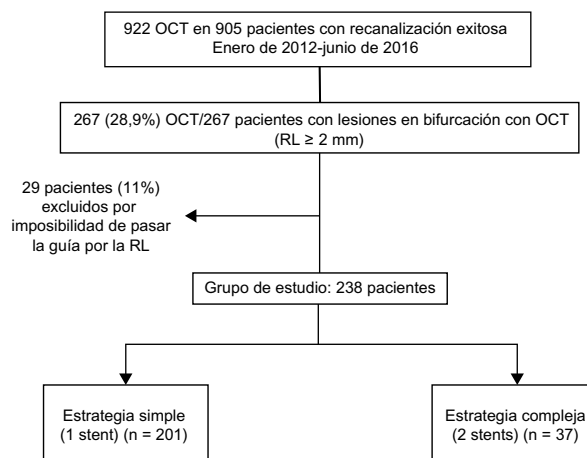 922 OCT en 905 pacientes con recanalización exitosa
Enero de 2012-junio de 2016
267 (28,9%) OCT/267 pacientes con lesiones en bifurcación con OCT
(RL ≥ 2 mm)
29 pacientes (11%)
excluidos por
imposibilidad de pasar
la guía por la RL
Grupo de estudio: 238 pacientes
Estrategia simple
(1 stent) (n = 201)
Estrategia compleja
(2 stents) (n = 37)